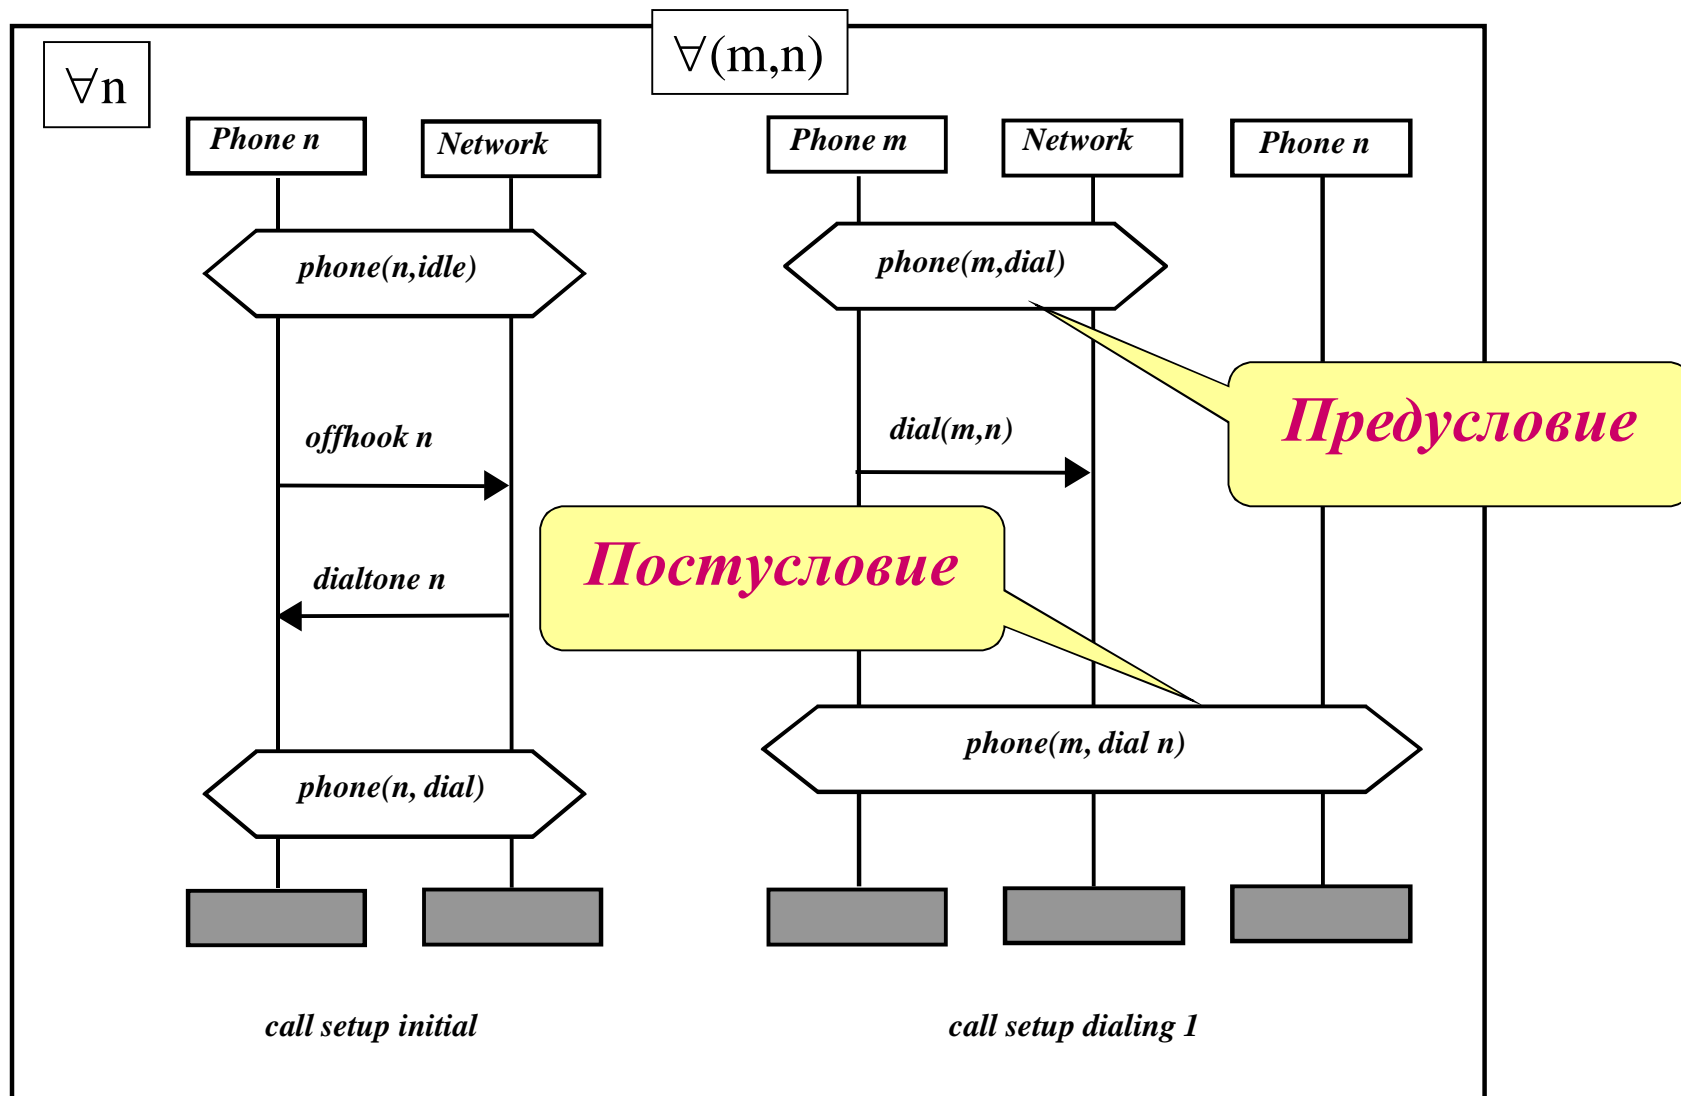 ∀n
∀(m,n)
Phone n
Network
Phone m
Network
Phone n
phone(n,idle)
phone(m,dial)
offhook n
dial(m,n)
Предусловие
dialtone n
Постусловие
phone(n, dial)
phone(m, dial n)
call setup initial
call setup dialing 1